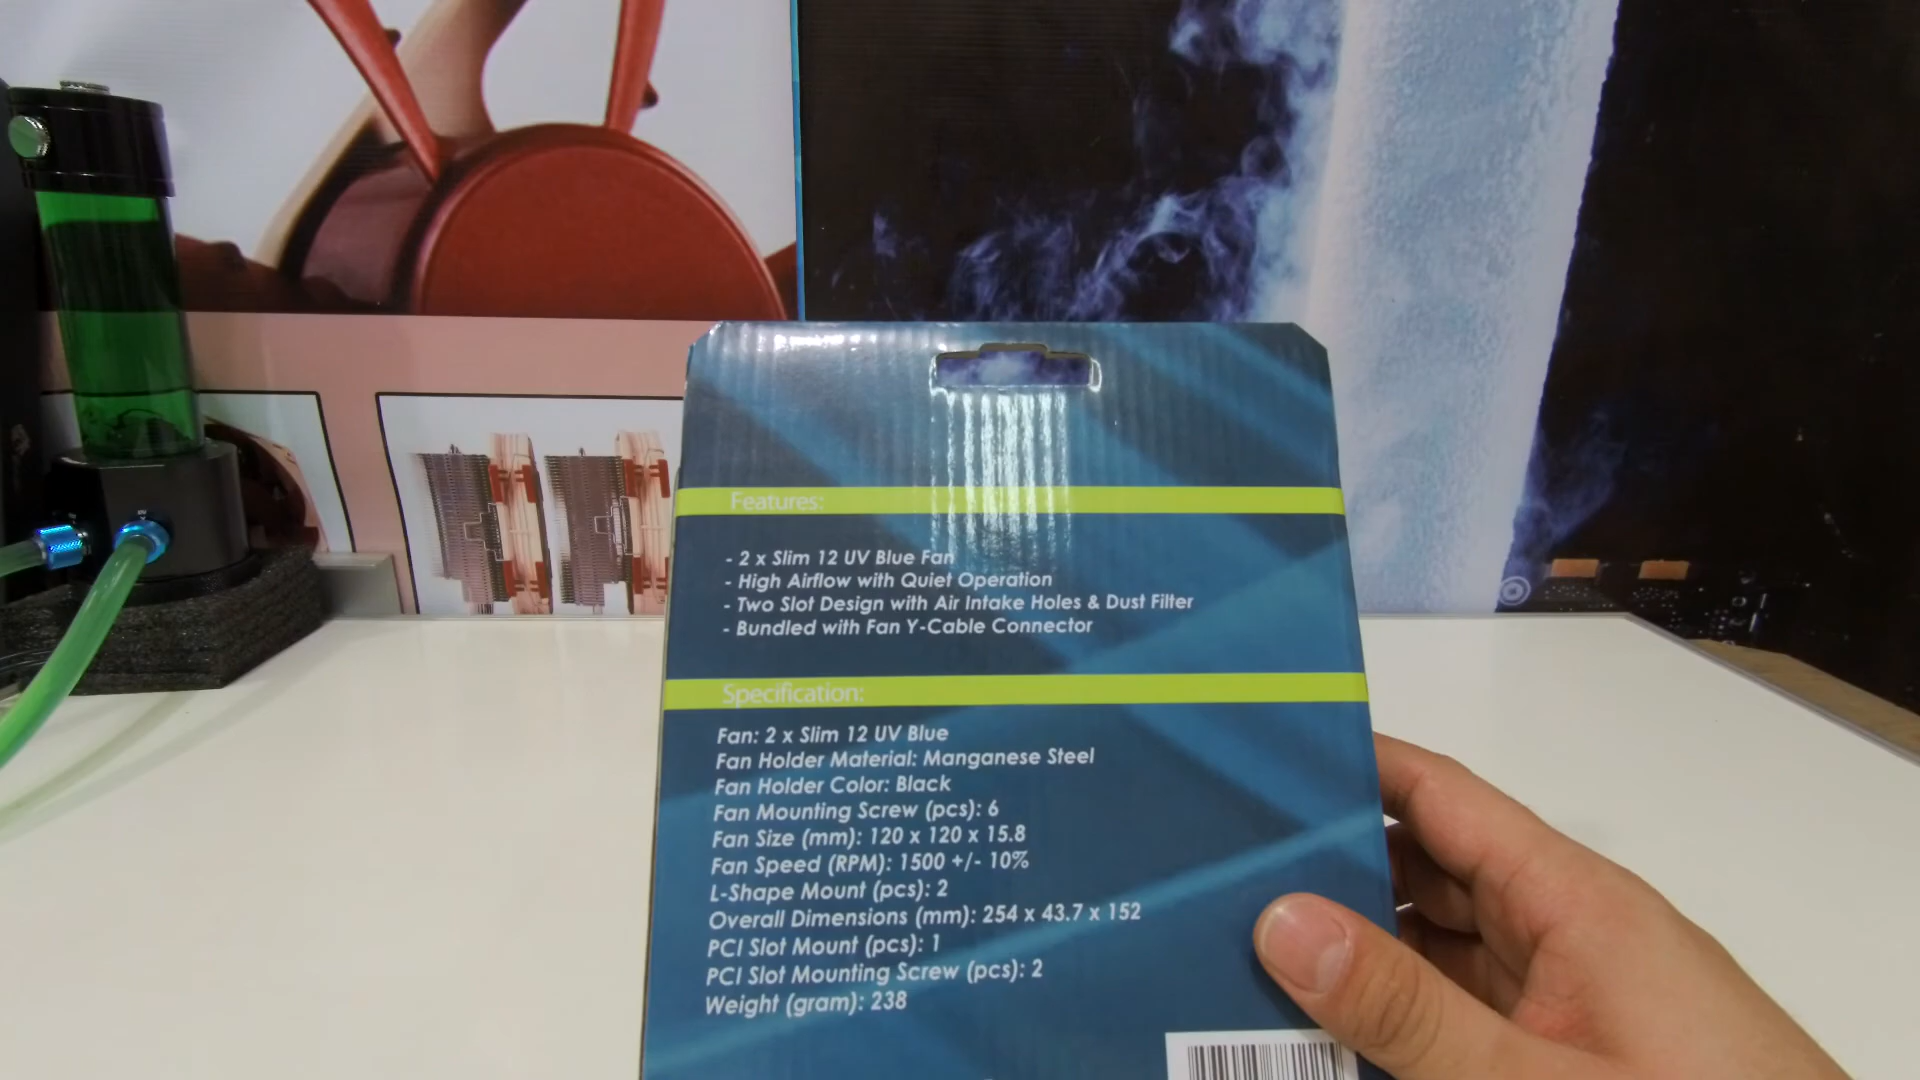 Features:
- 2 x Slim 12 UV Blue Fan
- High Airflow with Quiet Operation
- Two Slot Design with Air Intake Holes & Dust Filter
- Bundled with Fan Y-Cable Connector
Specification:
Fan: 2 x Slim 12 UV Blue
Fan Holder Material: Manganese Steel
Fan Holder Color: Black
Fan Mounting Screw (pcs): 6
Fan Size (mm): 120 x 120 x 15.8
Fan Speed (RPM): 1500 +/- 10%
L-Shape Mount (pcs): 2
Overall Dimensions (mm): 254 x 43.7 x 152
PCI Slot Mount (pcs): 1
PCI Slot Mounting Screw (pcs): 2
Weight (gram): 238